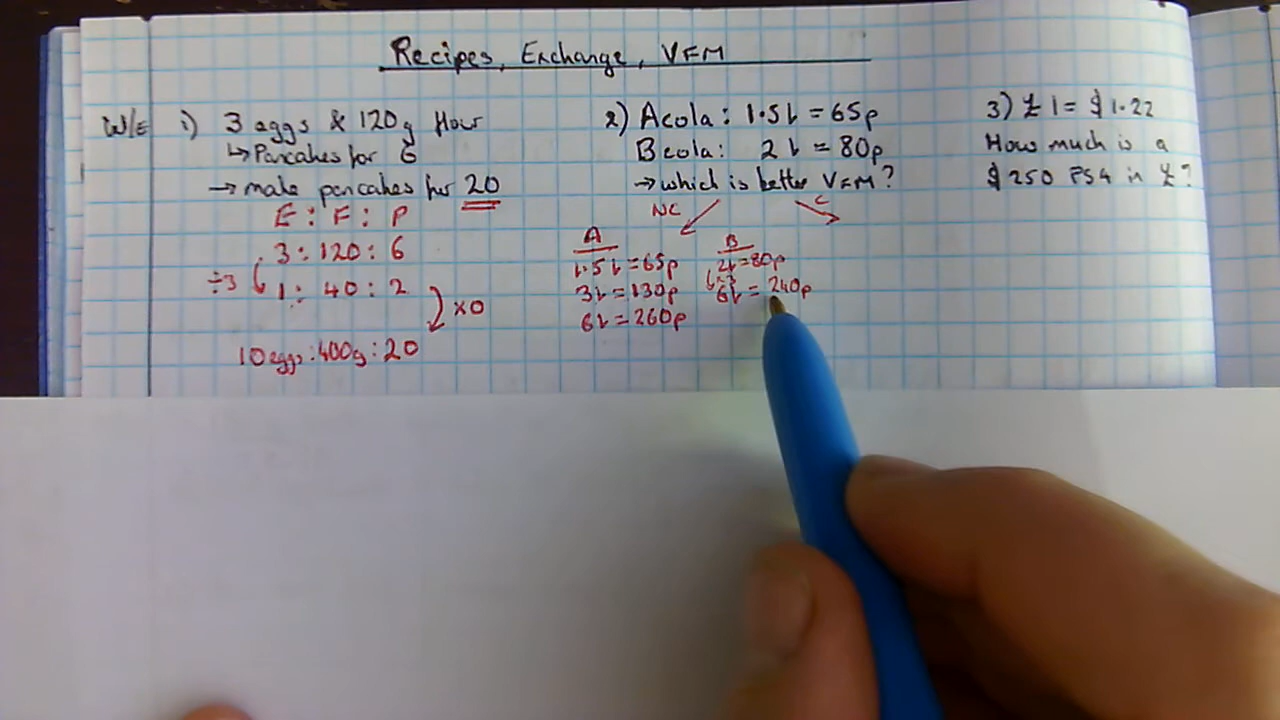 Recipes, Exchange, VFM
W/E 1) 3 eggs & 120g flour
↳ Pancakes for 6
→ make pancakes for 20
E : F : P
3 : 120 : 6
÷3
1 : 40 : 2
x0
10 eggs : 400g : 20
2) A cola : 1.5l = 65p
B cola : 2l = 80p
→ which is better VFM?
NC C
A
1.5l = 65p
3l = 130p
6l = 260p
B
2l = 80p
x3
6l = 240p
3) £1 = $1.22
How much is a
$250 PS4 in £?